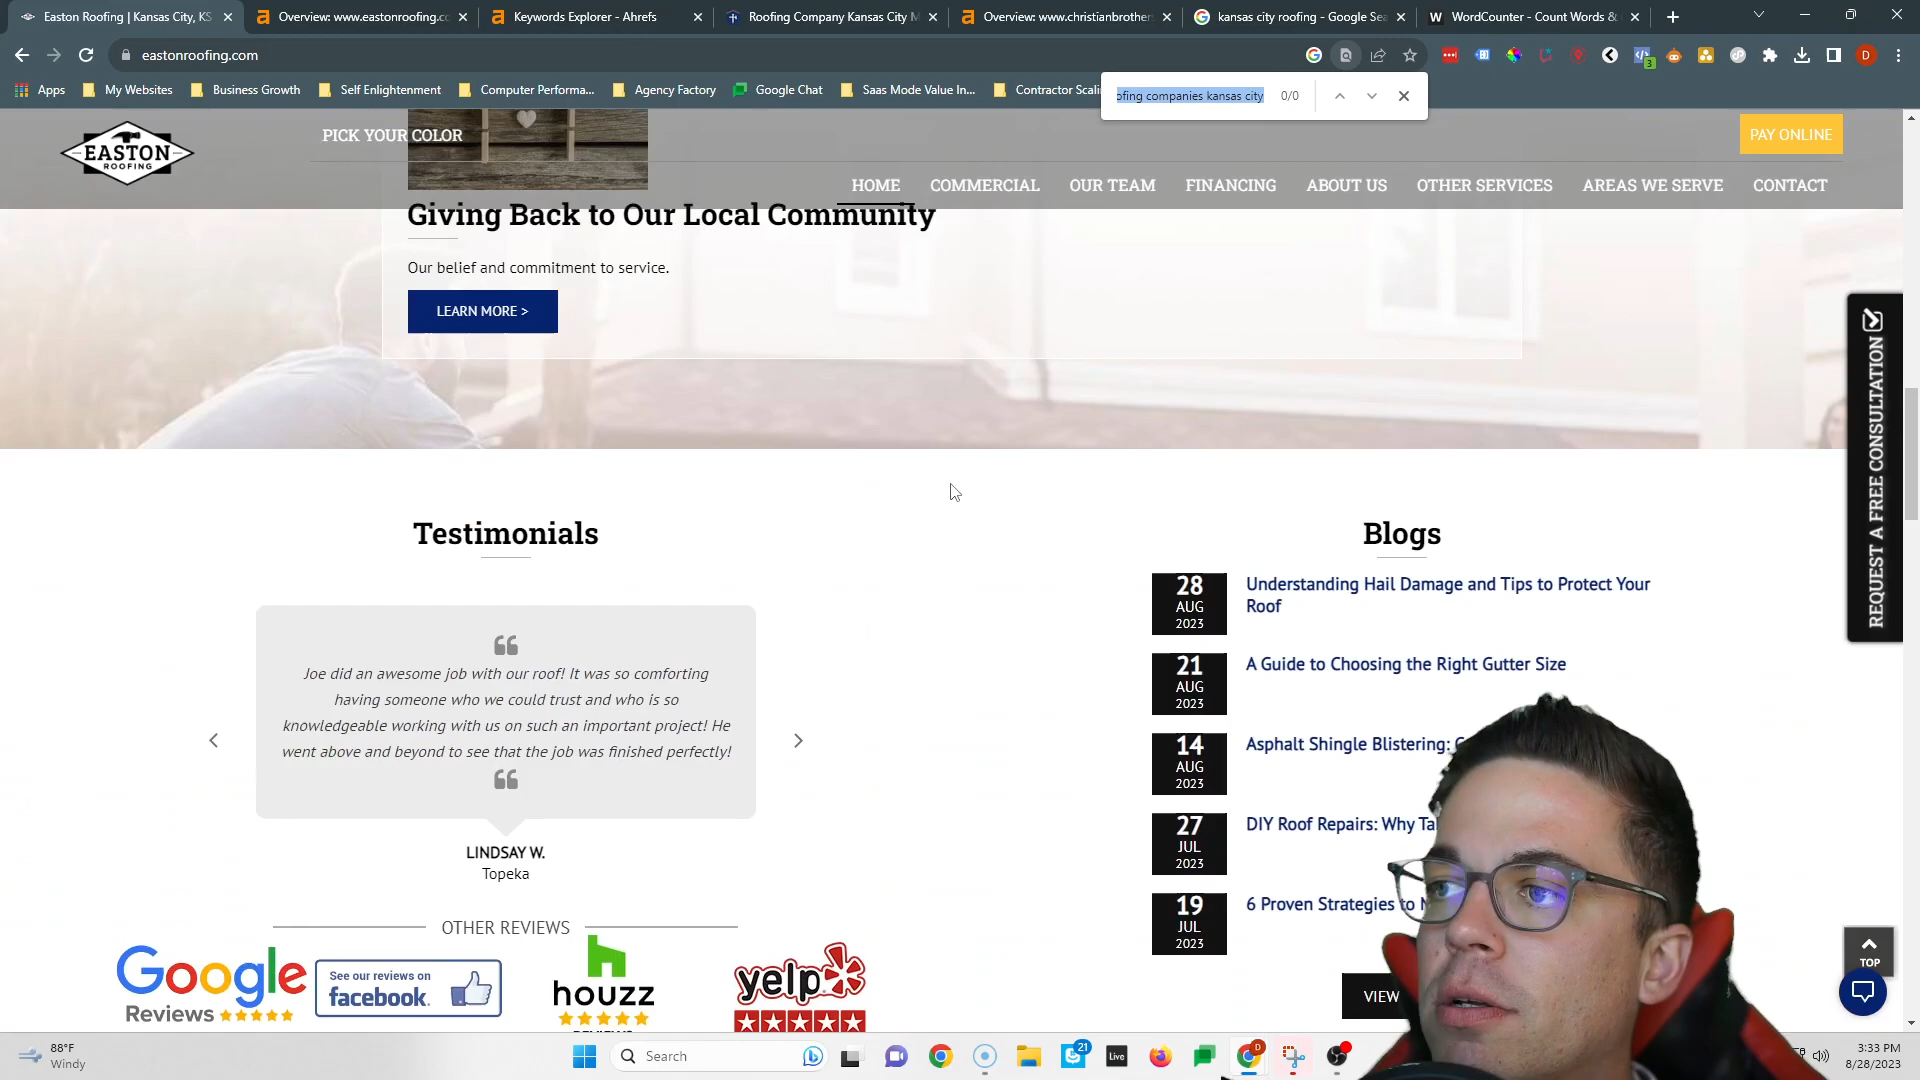 Easton Roofing | Kansas City, KS
Overview: www.eastonroofing.co
Keywords Explorer - Ahrefs
Roofing Company Kansas City M
Overview: www.christianbrother
kansas city roofing - Google Sea
WordCounter - Count Words &
eastonroofing.com
Apps
My Websites
Business Growth
Self Enlightenment
Computer Performa...
Agency Factory
Google Chat
Saas Mode Value In...
Contractor Scali
ofing companies kansas city
0/0
EASTON
ROOFING
PICK YOUR COLOR
PAY ONLINE
HOME
COMMERCIAL
OUR TEAM
FINANCING
ABOUT US
OTHER SERVICES
AREAS WE SERVE
CONTACT
Giving Back to Our Local Community
Our belief and commitment to service.
LEARN MORE >
REQUEST A FREE CONSULTATION
Testimonials
Joe did an awesome job with our roof! It was so comforting
having someone who we could trust and who is so
knowledgeable working with us on such an important project! He
went above and beyond to see that the job was finished perfectly!
LINDSAY W.
Topeka
OTHER REVIEWS
Google
Reviews
See our reviews on
facebook.
houzz
REVIEWS
yelp
Blogs
28
AUG
2023
Understanding Hail Damage and Tips to Protect Your
Roof
21
AUG
2023
A Guide to Choosing the Right Gutter Size
14
AUG
2023
Asphalt Shingle Blistering:
27
JUL
2023
DIY Roof Repairs: Why Ta
19
JUL
2023
6 Proven Strategies to
VIEW
TOP
88°F
Windy
Search
21
Live
D
3:33 PM
8/28/2023